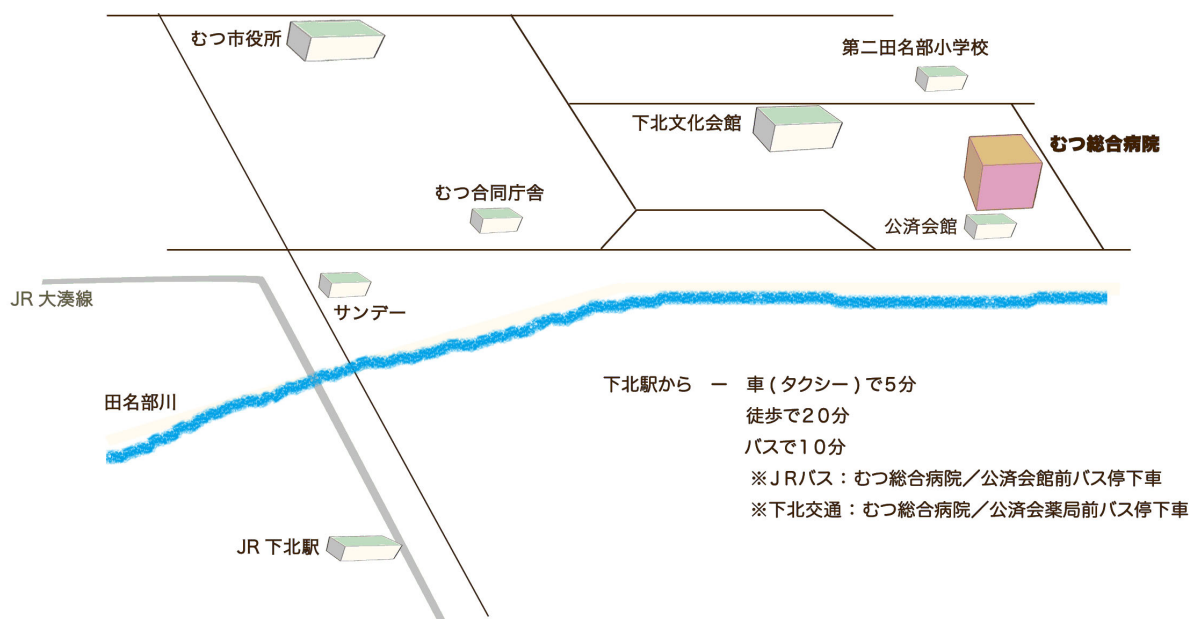 むつ市役所
第二田名部小学校
下北文化会館
むつ総合病院
むつ合同庁舎
公済会館
JR 大湊線
サンデー
田名部川
下北駅から ー 車(タクシー)で5分
徒歩で20分
バスで10分
※JRバス：むつ総合病院／公済会館前バス停下車
※下北交通：むつ総合病院／公済会薬局前バス停下車
JR 下北駅